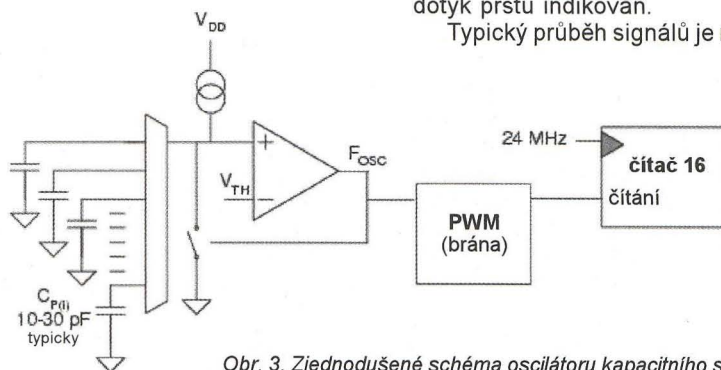 dotyk prstu indikován.
Typický průběh signálů je
V_DD
24 MHz
F_OSC
čítač 16
+
V_TH
−
čítání
PWM
(brána)
C_P(i)
10-30 pF
typicky
Obr. 3. Zjednodušené schéma oscilátoru kapacitního